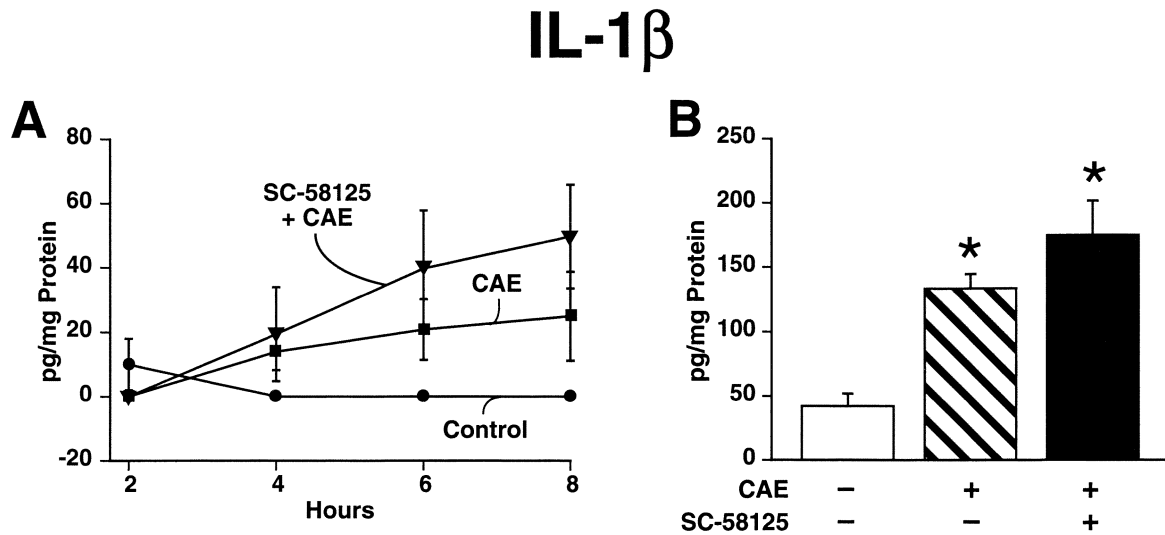 IL-1β
A
80
60
40
20
0
-20
pg/mg Protein
SC-58125
+ CAE
CAE
Control
2 4 6 8
Hours
B
250
200
150
100
50
0
pg/mg Protein
*
*
CAE – + +
SC-58125 – – +